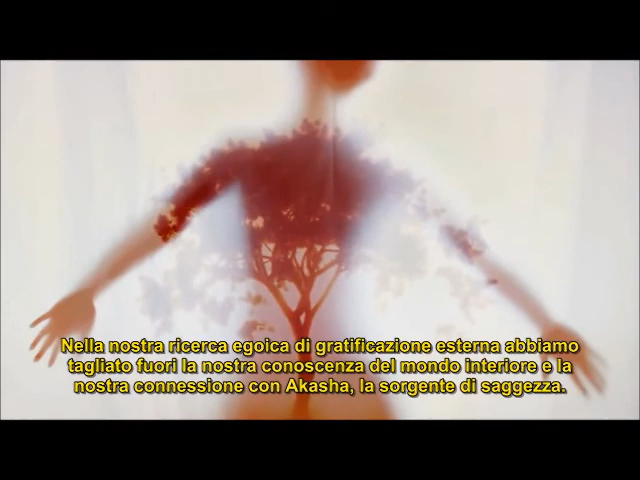 Nella nostra ricerca egoica di gratificazione esterna abbiamo
tagliato fuori la nostra conoscenza del mondo interiore e la
nostra connessione con Akasha, la sorgente di saggezza.